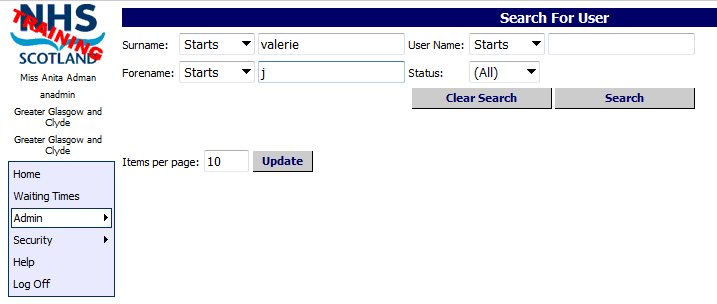 NHS
TRAINING
SCOTLAND
Miss Anita Adman
anadmin
Greater Glasgow and
Clyde
Greater Glasgow and
Clyde
Home
Waiting Times
Admin
Security
Help
Log Off
Search For User
Surname: Starts valerie User Name: Starts
Forename: Starts j Status: (All)
Clear Search Search
Items per page: 10 Update